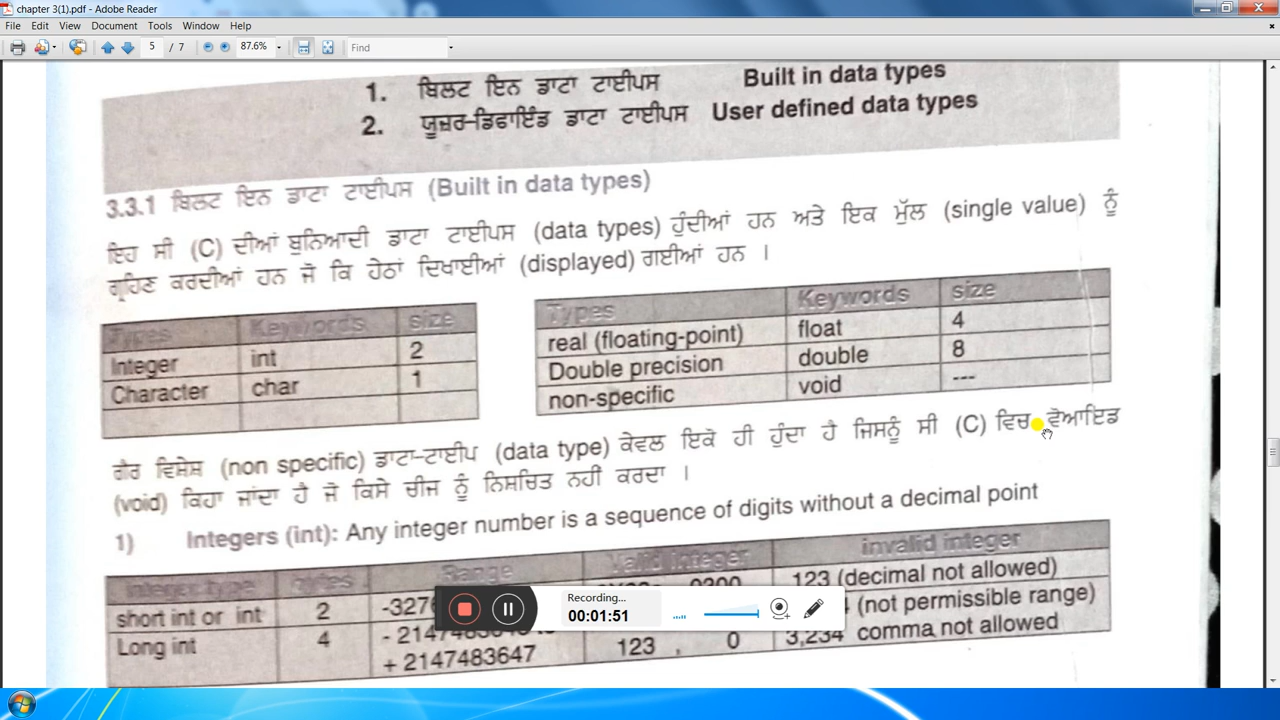 chapter 3(1).pdf - Adobe Reader
File Edit View Document Tools Window Help
5 / 7 87.6% Find
1. ਬਿਲਟ ਇਨ ਡਾਟਾ ਟਾਈਪਸ Built in data types
2. ਯੂਜ਼ਰ-ਡਿਫਾਇੰਡ ਡਾਟਾ ਟਾਈਪਸ User defined data types
3.3.1 ਬਿਲਟ ਇਨ ਡਾਟਾ ਟਾਈਪਸ (Built in data types)
ਇਹ ਸੀ (C) ਦੀਆਂ ਬੁਨਿਆਦੀ ਡਾਟਾ ਟਾਈਪਸ (data types) ਹੁੰਦੀਆਂ ਹਨ ਅਤੇ ਇਕ ਮੁੱਲ (single value) ਨੂੰ
ਗ੍ਰਹਿਣ ਕਰਦੀਆਂ ਹਨ ਜੋ ਕਿ ਹੇਠਾਂ ਦਿਖਾਈਆਂ (displayed) ਗਈਆਂ ਹਨ ।
Types Keywords size
Integer int 2
Character char 1
Types Keywords size
real (floating-point) float 4
Double precision double 8
non-specific void ---
ਗੈਰ ਵਿਸੇਸ (non specific) ਡਾਟਾ-ਟਾਈਪ (data type) ਕੇਵਲ ਇਕੋ ਹੀ ਹੁੰਦਾ ਹੈ ਜਿਸਨੂੰ ਸੀ (C) ਵਿਚ ਵੋਆਇਡ
(void) ਕਿਹਾ ਜਾਂਦਾ ਹੈ ਜੋ ਕਿਸੇ ਚੀਜ ਨੂੰ ਨਿਸਚਿਤ ਨਹੀ ਕਰਦਾ ।
1) Integers (int): Any integer number is a sequence of digits without a decimal point
Integer type bytes Range Valid integer invalid integer
short int or int 2 123 (decimal not allowed)
(not permissible range)
Long int 4 123 , 0 3,234 comma not allowed
+ 2147483647
Recording...
00:01:51